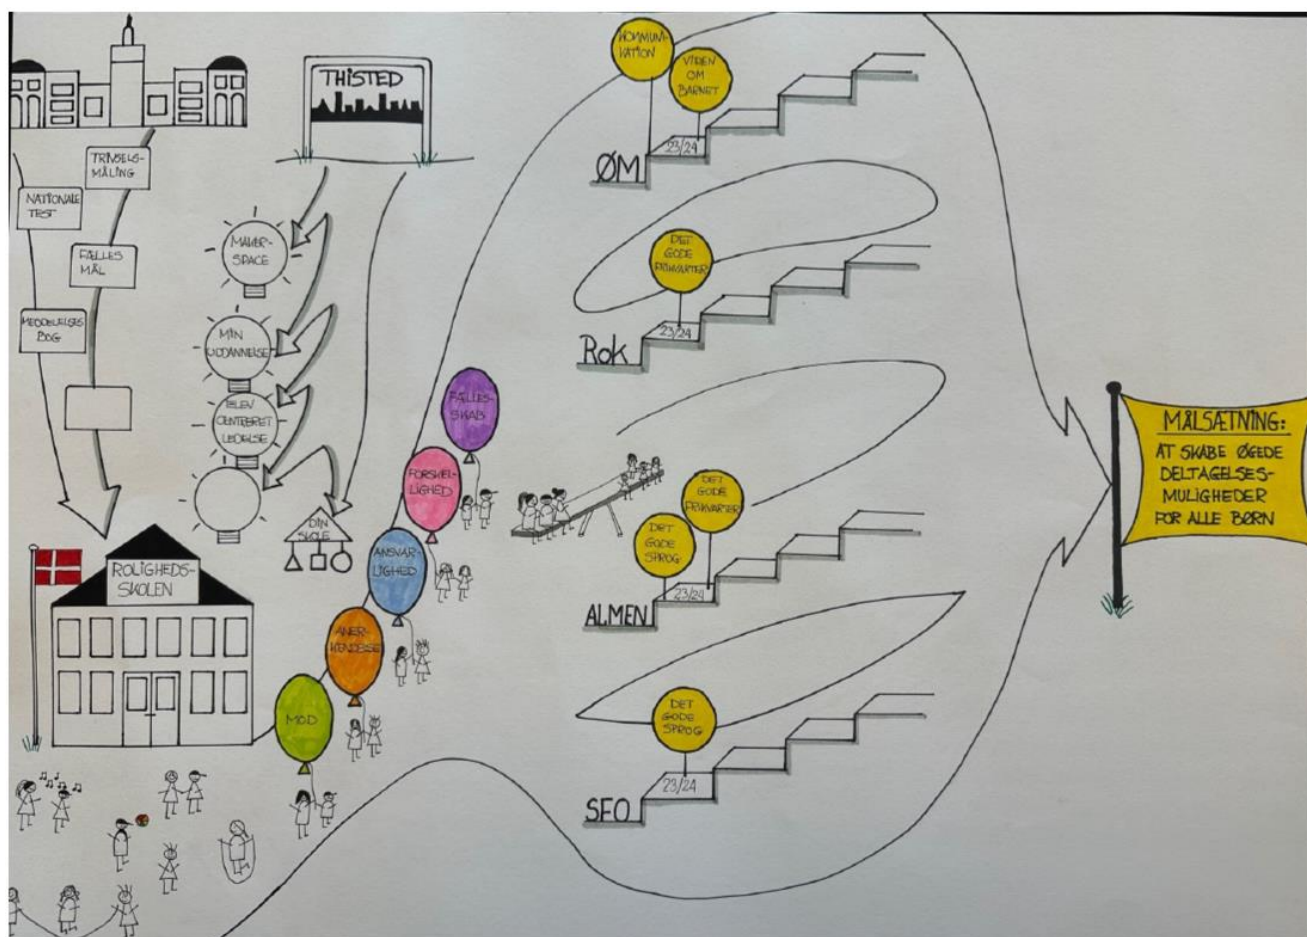 THISTED
TRIVSELS-
MÅLING
NATIONALE
TEST
FÆLLES
MÅL
MEDDELELSES
BOG
MAKER-
SPACE
MIN
UDDANNELSE
ELEV
CENTRERET
LEDELSE
DIN
SKOLE
ROLIGHEDS-
SKOLEN
FÆLLES-
SKAB
FORSKEL-
LIGHED
ANSVAR-
LIGHED
ANER-
KENDELSE
MOD
KOMMUNI-
KATION
VIDEN
OM
BARNET
23/24
ØM
DET
GODE
FRIKVARTER
23/24
ROK
DET
GODE
FRIKVARTER
DET
GODE
SPROG
23/24
ALMEN
DET
GODE
SPROG
23/24
SFO
MÅLSÆTNING:
AT SKABE ØGEDE
DELTAGELSES-
MULIGHEDER
FOR ALLE BØRN